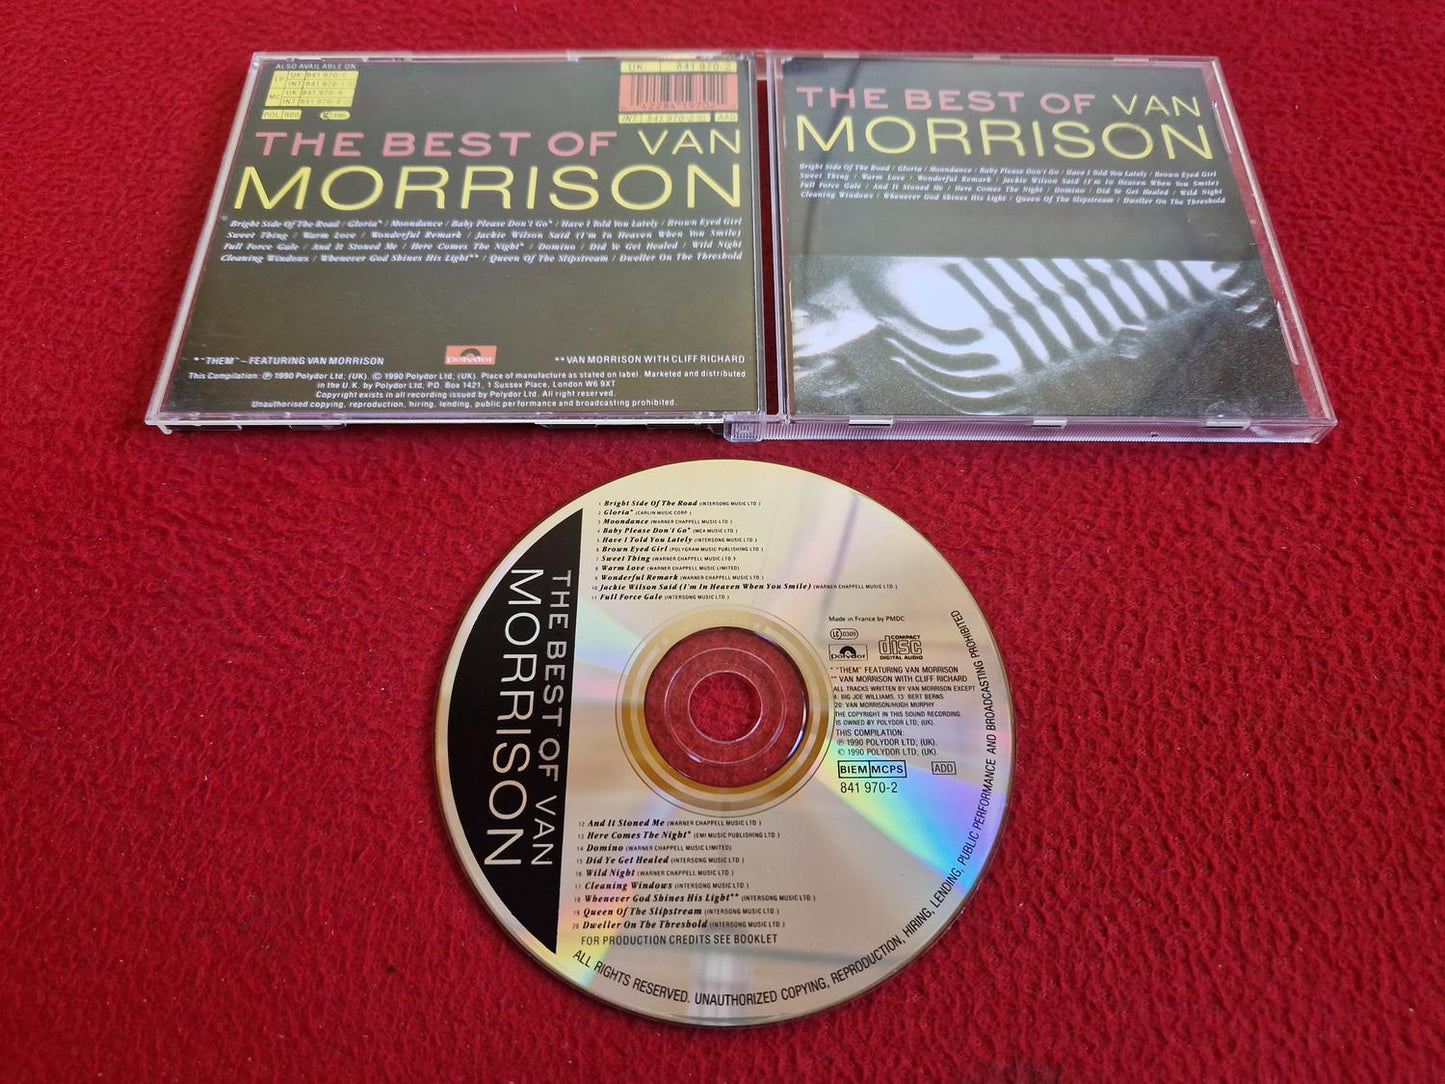 ALSO AVAILABLE ON
LP UK 841 970-1
INT 841 970-1
MC UK 841 970-4
INT 841 970-4
POL 900
UK 841 970-2
INT 841 970-2 AAD
THE BEST OF VAN
MORRISON
Bright Side Of The Road / Gloria* / Moondance / Baby Please Don't Go* / Have I Told You Lately / Brown Eyed Girl
Sweet Thing / Warm Love / Wonderful Remark / Jackie Wilson Said (I'm In Heaven When You Smile)
Full Force Gale / And It Stoned Me / Here Comes The Night* / Domino / Did Ye Get Healed / Wild Night
Cleaning Windows / Whenever God Shines His Light** / Queen Of The Slipstream / Dweller On The Threshold
*"THEM" – FEATURING VAN MORRISON
Polydor
**VAN MORRISON WITH CLIFF RICHARD
This Compilation: ℗ 1990 Polydor Ltd; (UK). © 1990 Polydor Ltd; (UK). Place of manufacture as stated on label. Marketed and distributed
in the U.K. by Polydor Ltd; P.O. Box 1421, 1 Sussex Place, London W6 9XT.
Copyright exists in all recording issued by Polydor Ltd. All right reserved.
Unauthorised copying, reproduction, hiring, lending, public performance and broadcasting prohibited.
THE BEST OF VAN
MORRISON
Bright Side Of The Road / Gloria / Moondance / Baby Please Don't Go / Have I Told You Lately / Brown Eyed Girl
Sweet Thing / Warm Love / Wonderful Remark / Jackie Wilson Said (I'm In Heaven When You Smile)
Full Force Gale / And It Stoned Me / Here Comes The Night / Domino / Did Ye Get Healed / Wild Night
Cleaning Windows / Whenever God Shines His Light / Queen Of The Slipstream / Dweller On The Threshold
THE BEST OF VAN
MORRISON
1 Bright Side Of The Road (INTERSONG MUSIC LTD.)
2 Gloria* (CARLIN MUSIC CORP.)
3 Moondance (WARNER CHAPPELL MUSIC LTD.)
4 Baby Please Don't Go* (MCA MUSIC LTD.)
5 Have I Told You Lately (INTERSONG MUSIC LTD.)
6 Brown Eyed Girl (POLYGRAM MUSIC PUBLISHING LTD.)
7 Sweet Thing (WARNER CHAPPELL MUSIC LTD.)
8 Warm Love (WARNER CHAPPELL MUSIC LIMITED)
9 Wonderful Remark (WARNER CHAPPELL MUSIC LTD.)
10 Jackie Wilson Said (I'm In Heaven When You Smile) (WARNER CHAPPELL MUSIC LTD.)
11 Full Force Gale (INTERSONG MUSIC LTD.)
Made in France by PMDC
LC 0309
Polydor
COMPACT
disc
DIGITAL AUDIO
* "THEM" FEATURING VAN MORRISON
** VAN MORRISON WITH CLIFF RICHARD
ALL TRACKS WRITTEN BY VAN MORRISON EXCEPT
4: BIG JOE WILLIAMS. 13: BERT BERNS
20: VAN MORRISON/HUGH MURPHY
THE COPYRIGHT IN THIS SOUND RECORDING
IS OWNED BY POLYDOR LTD; (UK).
THIS COMPILATION:
℗ 1990 POLYDOR LTD; (UK).
© 1990 POLYDOR LTD; (UK).
BIEM MCPS ADD
841 970-2
12 And It Stoned Me (WARNER CHAPPELL MUSIC LTD.)
13 Here Comes The Night* (EMI MUSIC PUBLISHING LTD.)
14 Domino (WARNER CHAPPELL MUSIC LIMITED)
15 Did Ye Get Healed (INTERSONG MUSIC LTD.)
16 Wild Night (WARNER CHAPPELL MUSIC LTD.)
17 Cleaning Windows (INTERSONG MUSIC LTD.)
18 Whenever God Shines His Light** (INTERSONG MUSIC LTD.)
19 Queen Of The Slipstream (INTERSONG MUSIC LTD.)
20 Dweller On The Threshold (INTERSONG MUSIC LTD.)
FOR PRODUCTION CREDITS SEE BOOKLET
ALL RIGHTS RESERVED. UNAUTHORIZED COPYING, REPRODUCTION, HIRING, LENDING, PUBLIC PERFORMANCE AND BROADCASTING PROHIBITED